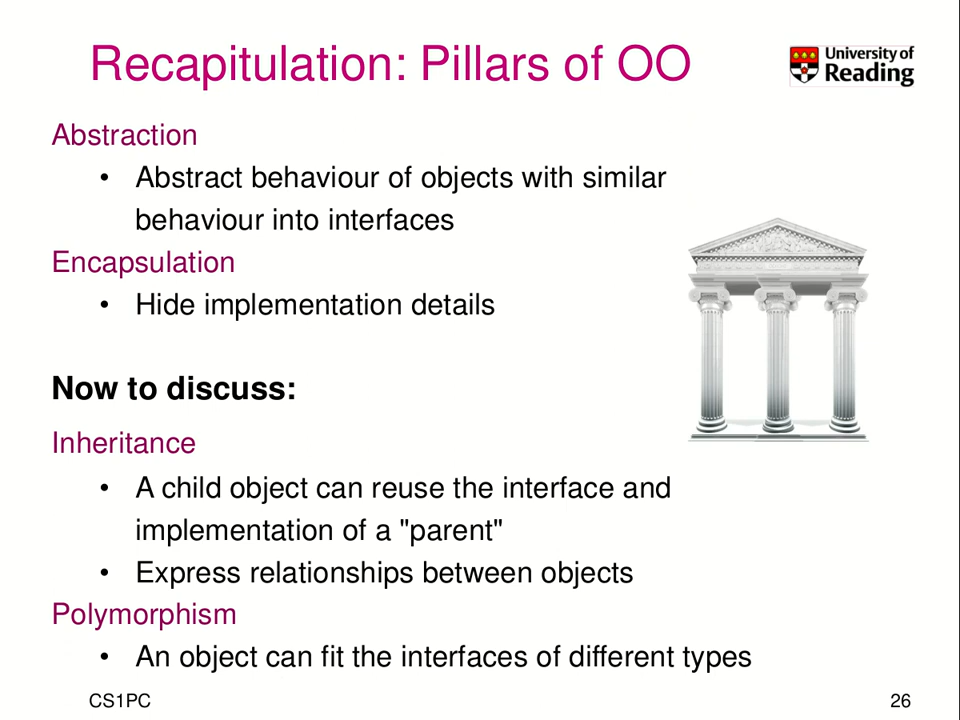 Recapitulation: Pillars of OO
University of
Reading
Abstraction
• Abstract behaviour of objects with similar
behaviour into interfaces
Encapsulation
• Hide implementation details
Now to discuss:
Inheritance
• A child object can reuse the interface and
implementation of a "parent"
• Express relationships between objects
Polymorphism
• An object can fit the interfaces of different types
CS1PC
26